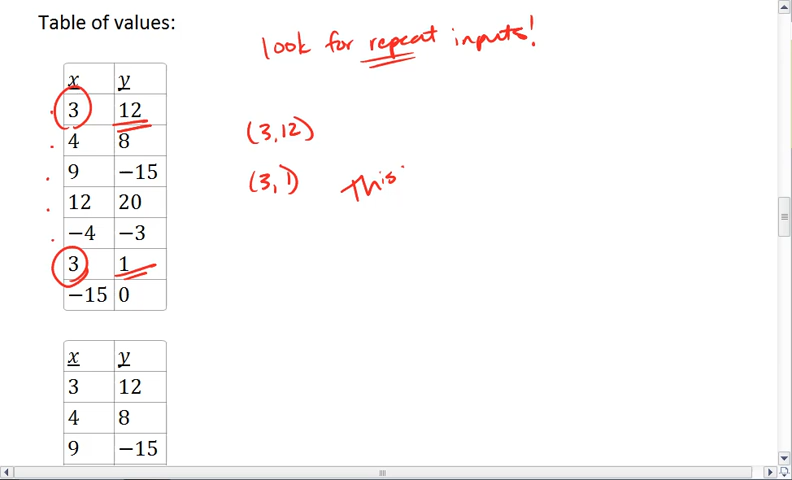 Table of values:
look for repeat inputs!
x y
3 12
4 8
9 −15
12 20
−4 −3
3 1
−15 0
(3,12)
(3,1) This
x y
3 12
4 8
9 −15